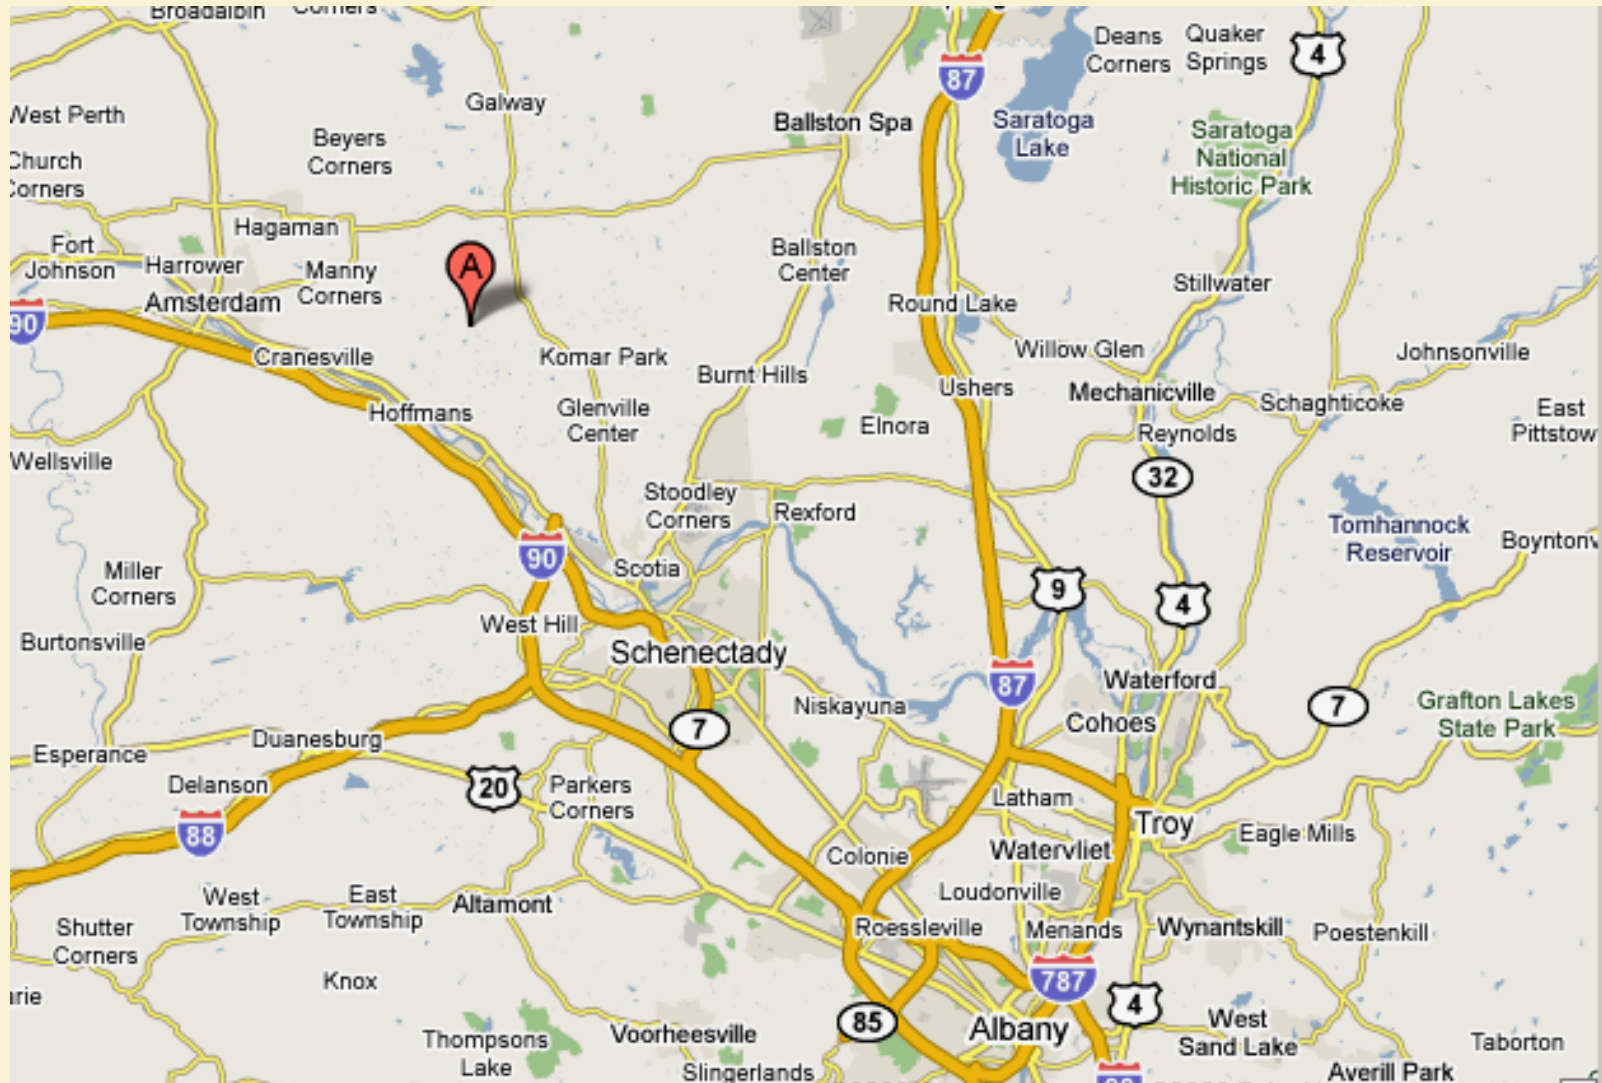 Broadalbin
Corners
Deans
Corners
Quaker
Springs
4
87
Galway
West Perth
Beyers
Corners
Ballston Spa
Saratoga
Lake
Saratoga
National
Historic Park
Church
Corners
Hagaman
Fort
Johnson
Harrower
Manny
Corners
A
Ballston
Center
Stillwater
Amsterdam
Round Lake
90
Cranesville
Komar Park
Burnt Hills
Willow Glen
Johnsonville
Ushers
Mechanicville
Schaghticoke
Hoffmans
Glenville
Center
Elnora
Reynolds
East
Pittstow
Wellsville
32
Stoodley
Corners
Rexford
Tomhannock
Reservoir
Boyntonv
90
Scotia
Miller
Corners
9
4
West Hill
Burtonsville
Schenectady
87
Waterford
Niskayuna
7
Grafton Lakes
State Park
Cohoes
7
Duanesburg
Esperance
Delanson
20
Parkers
Corners
Latham
Troy
88
Eagle Mills
Colonie
Watervliet
Loudonville
West
Township
East
Township
Altamont
Shutter
Corners
Roessleville
Menands
Wynantskill
Poestenkill
Knox
787
rie
4
85
Albany
West
Sand Lake
Thompsons
Lake
Voorheesville
Taborton
Slingerlands
Averill Park